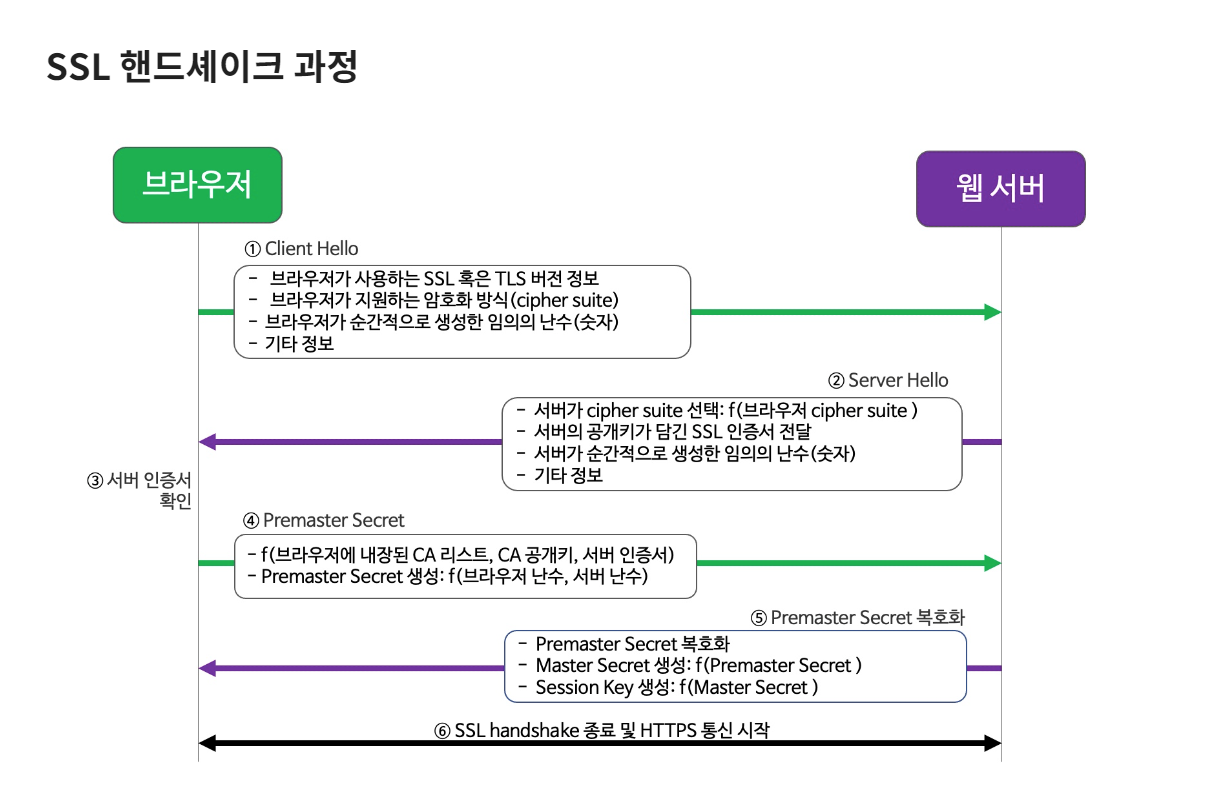 SSL 핸드셰이크 과정
브라우저
웹 서버
① Client Hello
- 브라우저가 사용하는 SSL 혹은 TLS 버전 정보
- 브라우저가 지원하는 암호화 방식(cipher suite)
- 브라우저가 순간적으로 생성한 임의의 난수(숫자)
- 기타 정보
② Server Hello
- 서버가 cipher suite 선택: f(브라우저 cipher suite )
- 서버의 공개키가 담긴 SSL 인증서 전달
- 서버가 순간적으로 생성한 임의의 난수(숫자)
- 기타 정보
③ 서버 인증서
확인
④ Premaster Secret
- f(브라우저에 내장된 CA 리스트, CA 공개키, 서버 인증서)
- Premaster Secret 생성: f(브라우저 난수, 서버 난수)
⑤ Premaster Secret 복호화
- Premaster Secret 복호화
- Master Secret 생성: f(Premaster Secret )
- Session Key 생성: f(Master Secret )
⑥ SSL handshake 종료 및 HTTPS 통신 시작